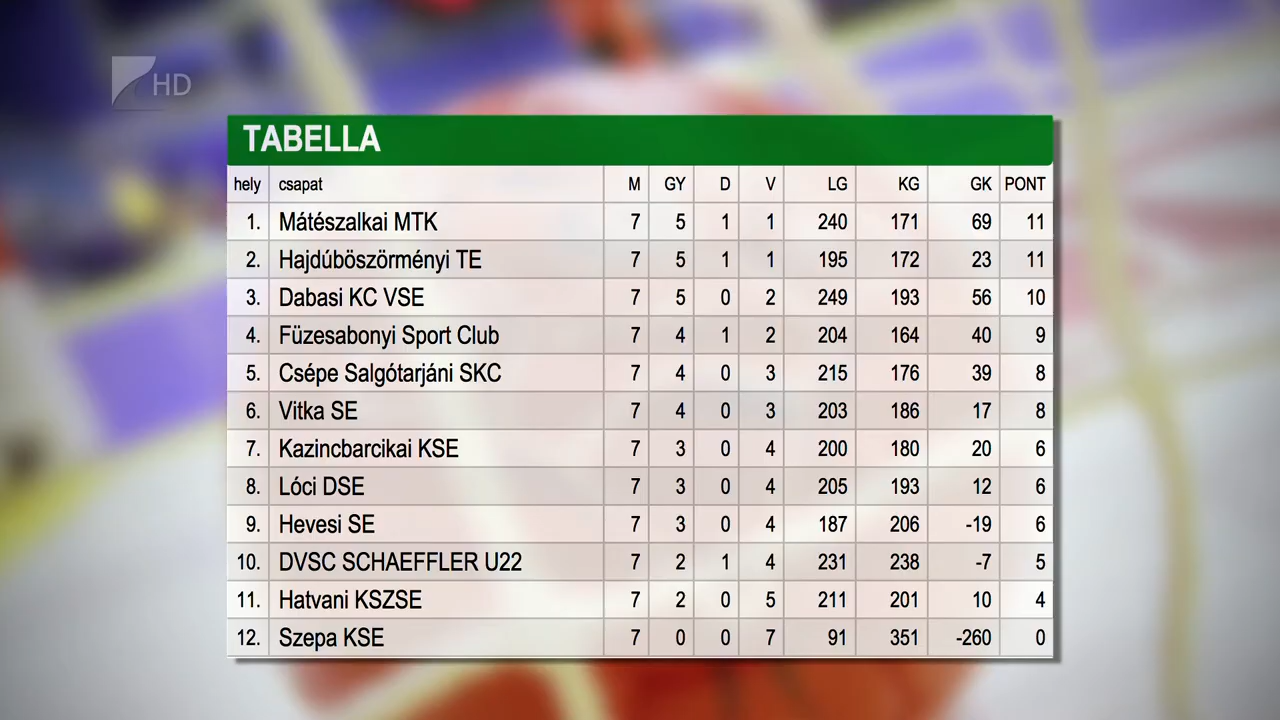 HD
TABELLA
hely csapat M GY D V LG KG GK PONT
1. Mátészalkai MTK 7 5 1 1 240 171 69 11
2. Hajdúböszörményi TE 7 5 1 1 195 172 23 11
3. Dabasi KC VSE 7 5 0 2 249 193 56 10
4. Füzesabonyi Sport Club 7 4 1 2 204 164 40 9
5. Csépe Salgótarjáni SKC 7 4 0 3 215 176 39 8
6. Vitka SE 7 4 0 3 203 186 17 8
7. Kazincbarcikai KSE 7 3 0 4 200 180 20 6
8. Lóci DSE 7 3 0 4 205 193 12 6
9. Hevesi SE 7 3 0 4 187 206 -19 6
10. DVSC SCHAEFFLER U22 7 2 1 4 231 238 -7 5
11. Hatvani KSZSE 7 2 0 5 211 201 10 4
12. Szepa KSE 7 0 0 7 91 351 -260 0